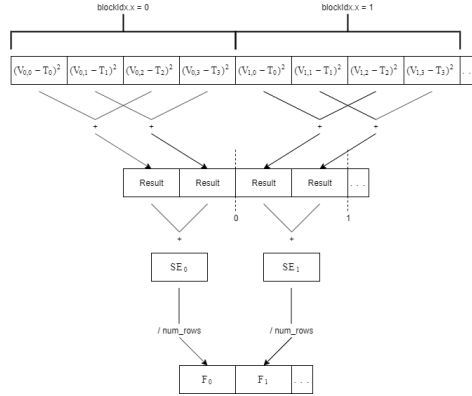 blockIdx.x = 0 blockIdx.x = 1
(V0,0 − T0)² (V0,1 − T1)² (V0,2 − T2)² (V0,3 − T3)² (V1,0 − T0)² (V1,1 − T1)² (V1,2 − T2)² (V1,3 − T3)² . . .
+ + + +
Result Result Result Result . . .
0 1
+ +
SE0 SE1
/ num_rows / num_rows
F0 F1 . . .